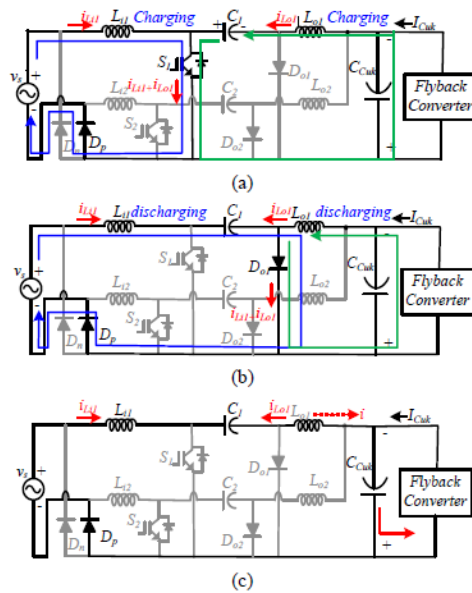 i_Li1 L_i1 Charging C_1 i_Lo1 L_o1 Charging I_Cuk
+ S_1 + -
v_s + D_o1 C_Cuk Flyback Converter
L_i2 i_Li1+i_Lo1 C_2 L_o2
- S_2
D_n D_p D_o2 +
(a)
i_Li1 L_i1 discharging C_1 i_Lo1 L_o1 discharging I_Cuk
S_1 -
v_s + D_o1 C_Cuk Flyback Converter
L_i2 C_2 L_o2
- S_2 i_Li1+i_Lo1
D_n D_p D_o2 +
(b)
i_Li1 L_i1 C_1 i_Lo1 L_o1 i I_Cuk
S_1 -
v_s + D_o1 C_Cuk Flyback Converter
L_i2 C_2 L_o2
- S_2
D_n D_p D_o2 +
(c)